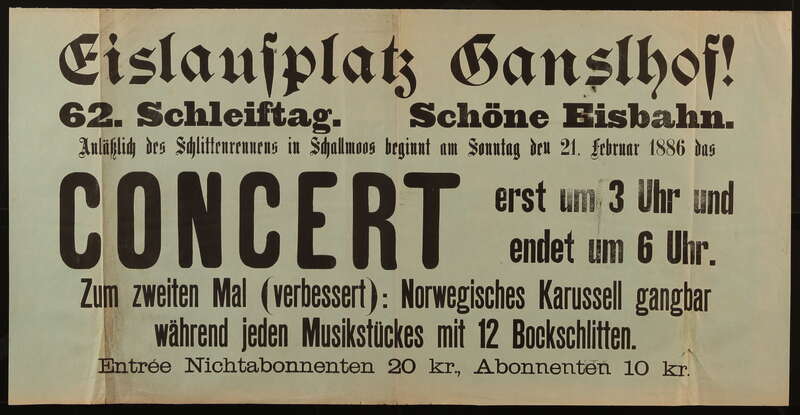 Eislaufplatz Ganslhof!
62. Schleiftag. Schöne Eisbahn.
Anläßlich des Schlittenrennens in Schallmoos beginnt am Sonntag den 21. Februar 1886 das
CONCERT erst um 3 Uhr und
endet um 6 Uhr.
Zum zweiten Mal (verbessert): Norwegisches Karussell gangbar
während jeden Musikstückes mit 12 Bockschlitten.
Entrée Nichtabonnenten 20 kr., Abonnenten 10 kr.